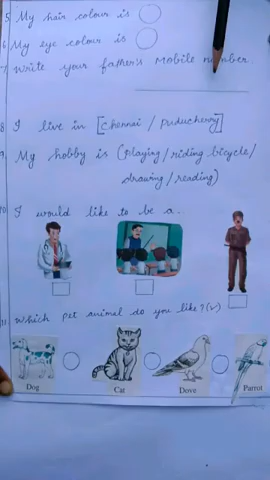 5 My hair colour is
6 My eye colour is
7 Write your father's mobile number.
8 I live in [chennai / puducherry]
9 My hobby is (playing / riding bicycle /
drawing / reading)
10 I would like to be a.
11 Which pet animal do you like? (✓)
Dog Cat Dove Parrot